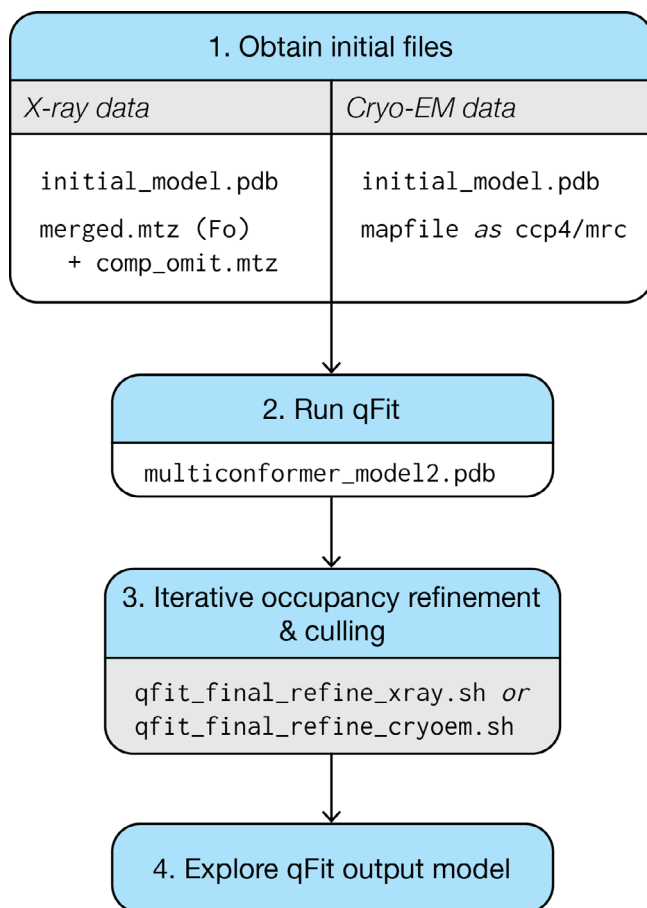 1. Obtain initial files
X-ray data
initial_model.pdb
merged.mtz (Fo)
+ comp_omit.mtz
Cryo-EM data
initial_model.pdb
mapfile as ccp4/mrc
2. Run qFit
multiconformer_model2.pdb
3. Iterative occupancy refinement
& culling
qfit_final_refine_xray.sh or
qfit_final_refine_cryoem.sh
4. Explore qFit output model